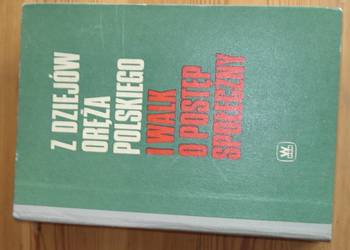 Z DZIEJÓW
ORĘŻA
POLSKIEGO
I WALK
O POSTĘP
SPOŁECZNY